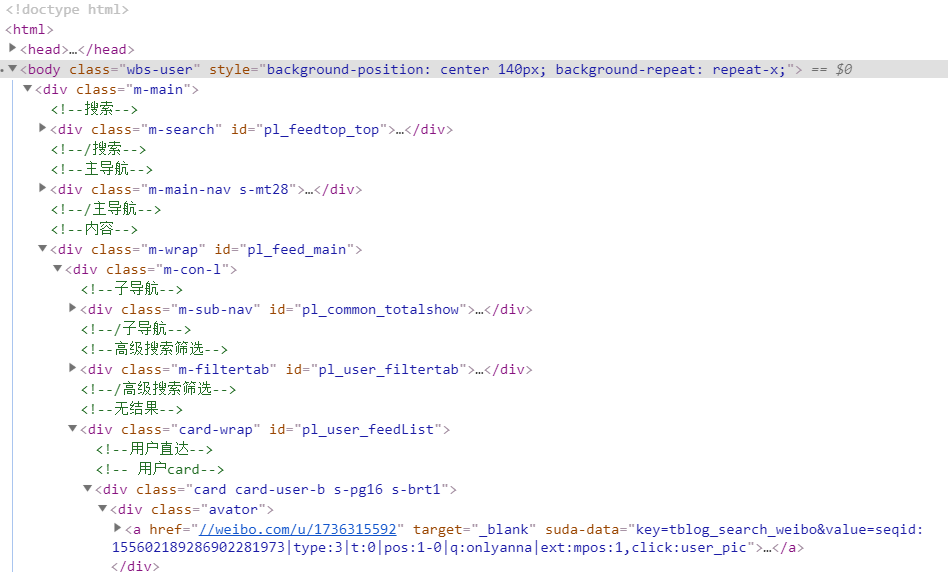 <!doctype html>
<html>
<head>…</head>
<body class="wbs-user" style="background-position: center 140px; background-repeat: repeat-x;"> == $0
<div class="m-main">
<!--搜索-->
<div class="m-search" id="pl_feedtop_top">…</div>
<!--/搜索-->
<!--主导航-->
<div class="m-main-nav s-mt28">…</div>
<!--/主导航-->
<!--内容-->
<div class="m-wrap" id="pl_feed_main">
<div class="m-con-l">
<!--子导航-->
<div class="m-sub-nav" id="pl_common_totalshow">…</div>
<!--/子导航-->
<!--高级搜索筛选-->
<div class="m-filtertab" id="pl_user_filtertab">…</div>
<!--/高级搜索筛选-->
<!--无结果-->
<div class="card-wrap" id="pl_user_feedList">
<!--用户直达-->
<!-- 用户card-->
<div class="card card-user-b s-pg16 s-brt1">
<div class="avator">
<a href="//weibo.com/u/1736315592" target="_blank" suda-data="key=tblog_search_weibo&value=seqid:
155602189286902281973|type:3|t:0|pos:1-0|q:onlyanna|ext:mpos:1,click:user_pic">…</a>
</div>